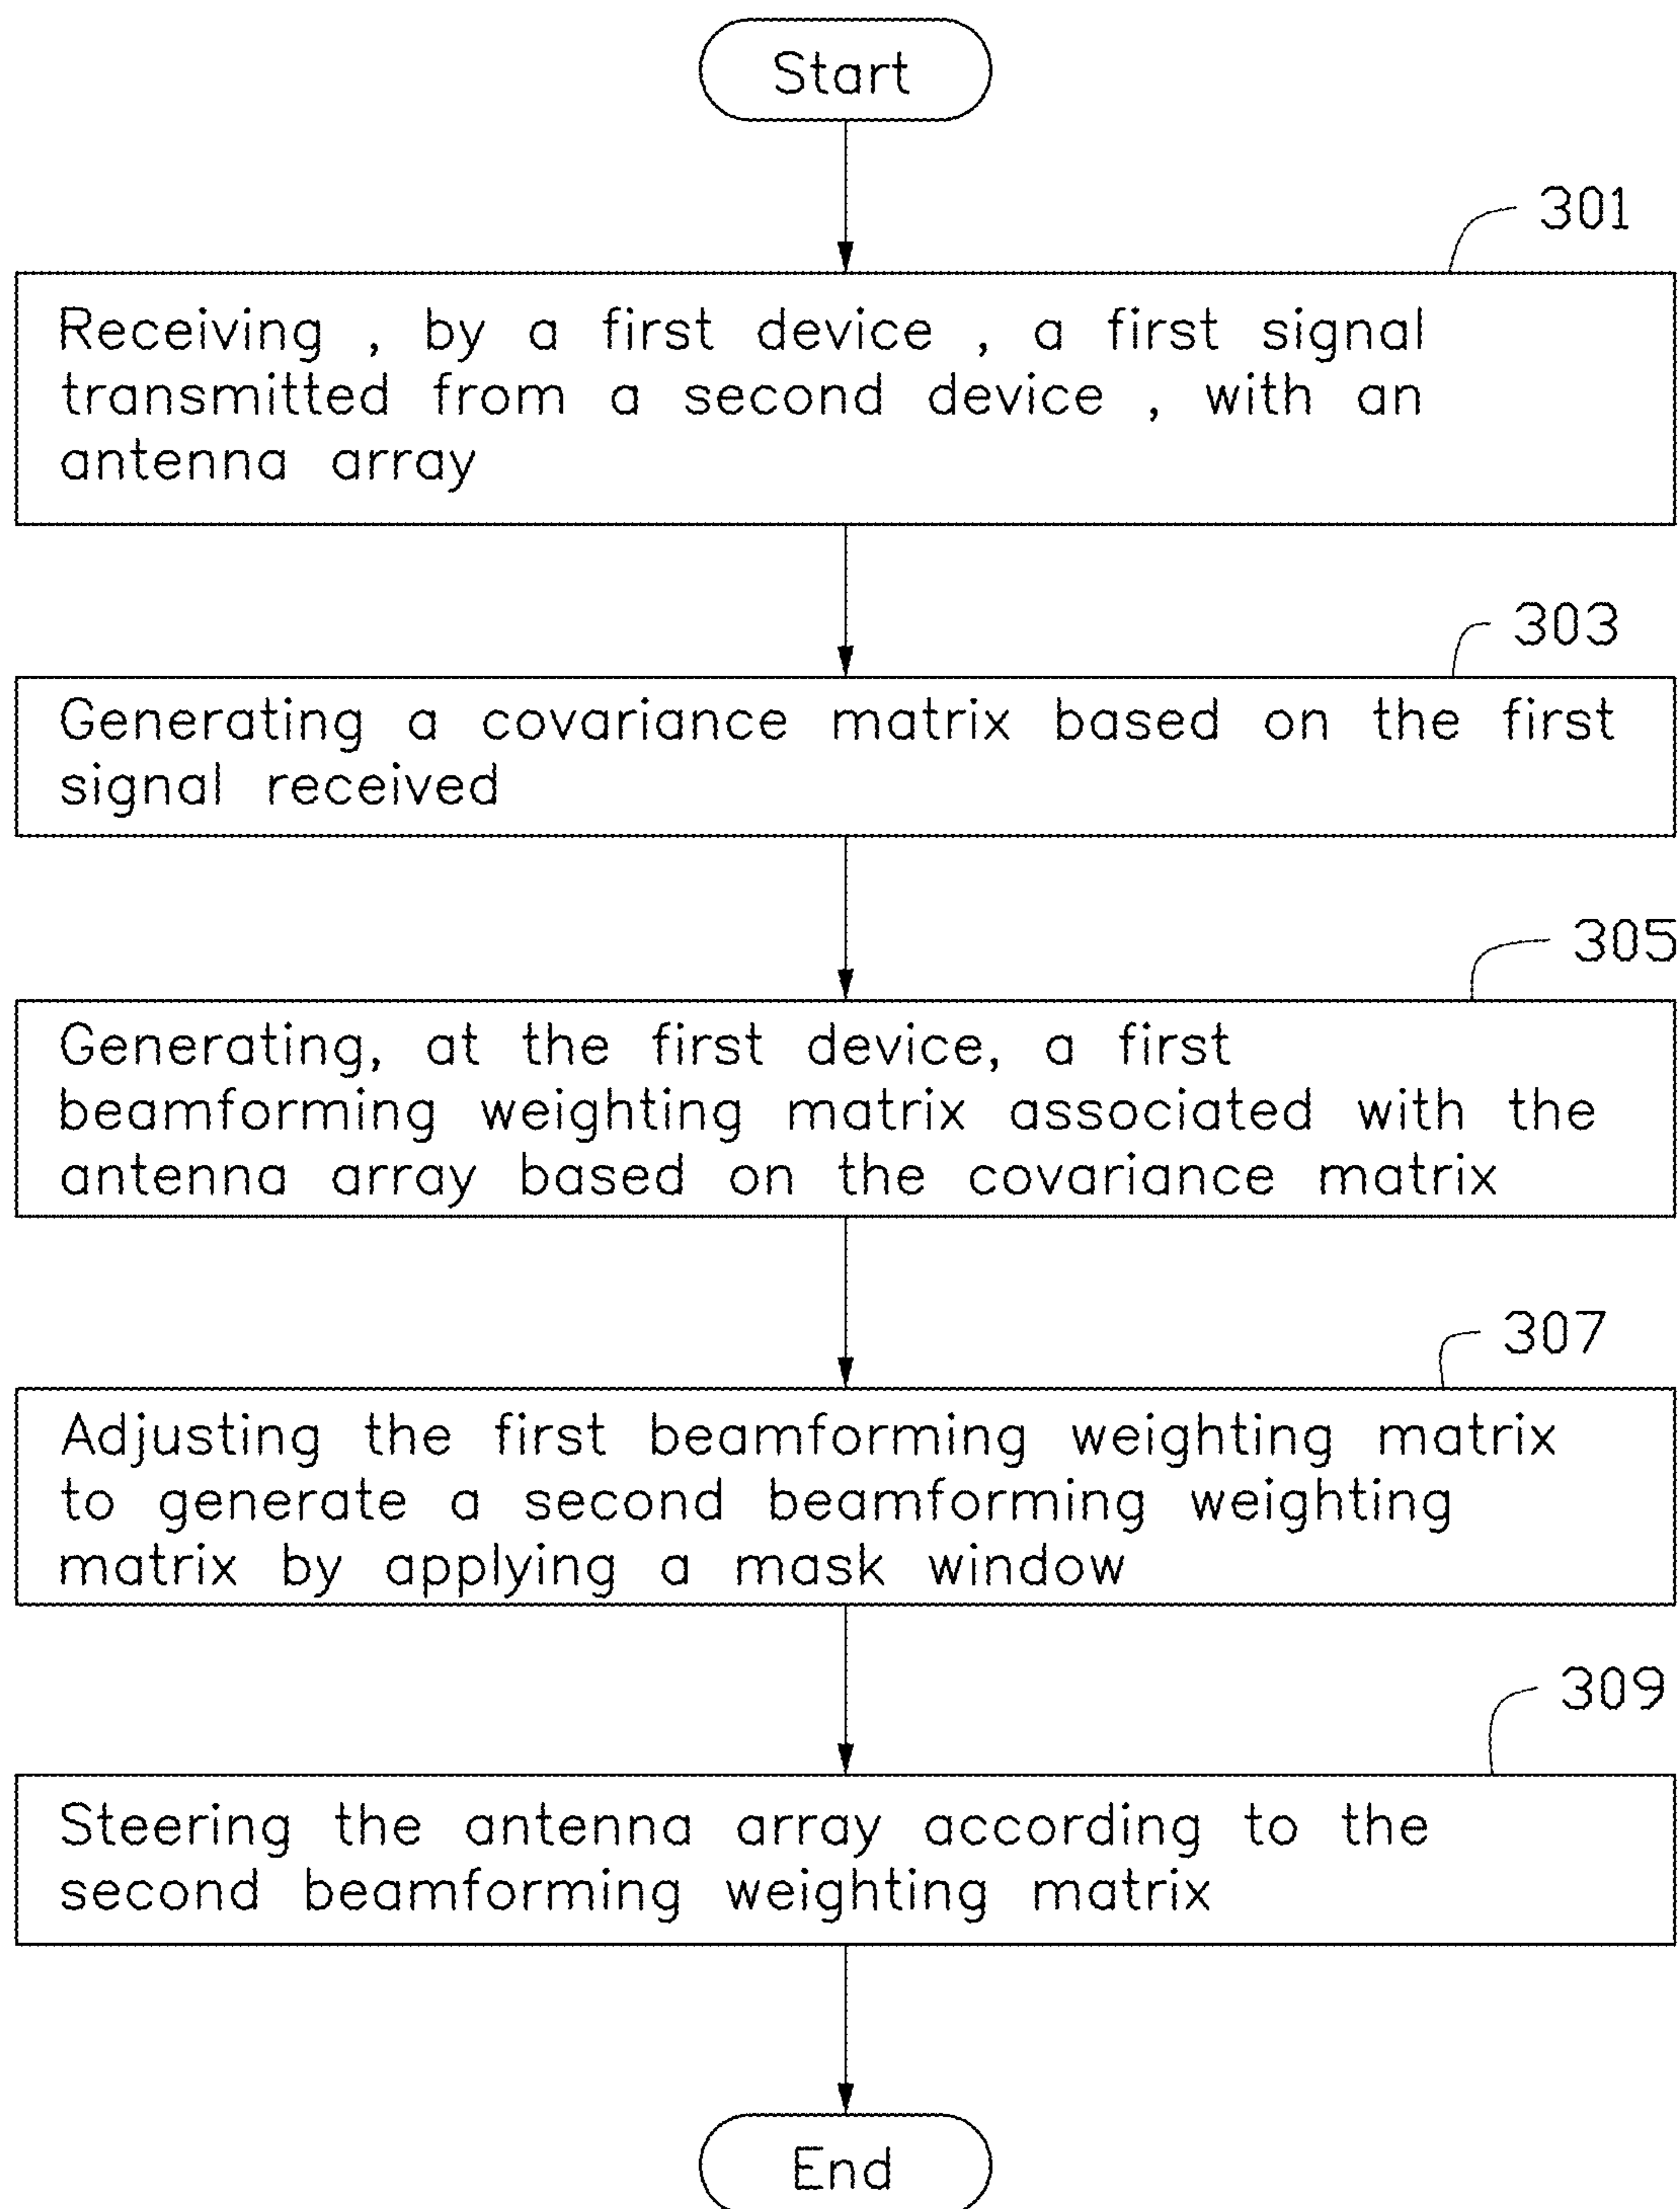 Start
301
Receiving , by a first device , a first signal
transmitted from a second device , with an
antenna array
303
Generating a covariance matrix based on the first
signal received
305
Generating, at the first device, a first
beamforming weighting matrix associated with the
antenna array based on the covariance matrix
307
Adjusting the first beamforming weighting matrix
to generate a second beamforming weighting
matrix by applying a mask window
309
Steering the antenna array according to the
second beamforming weighting matrix
End